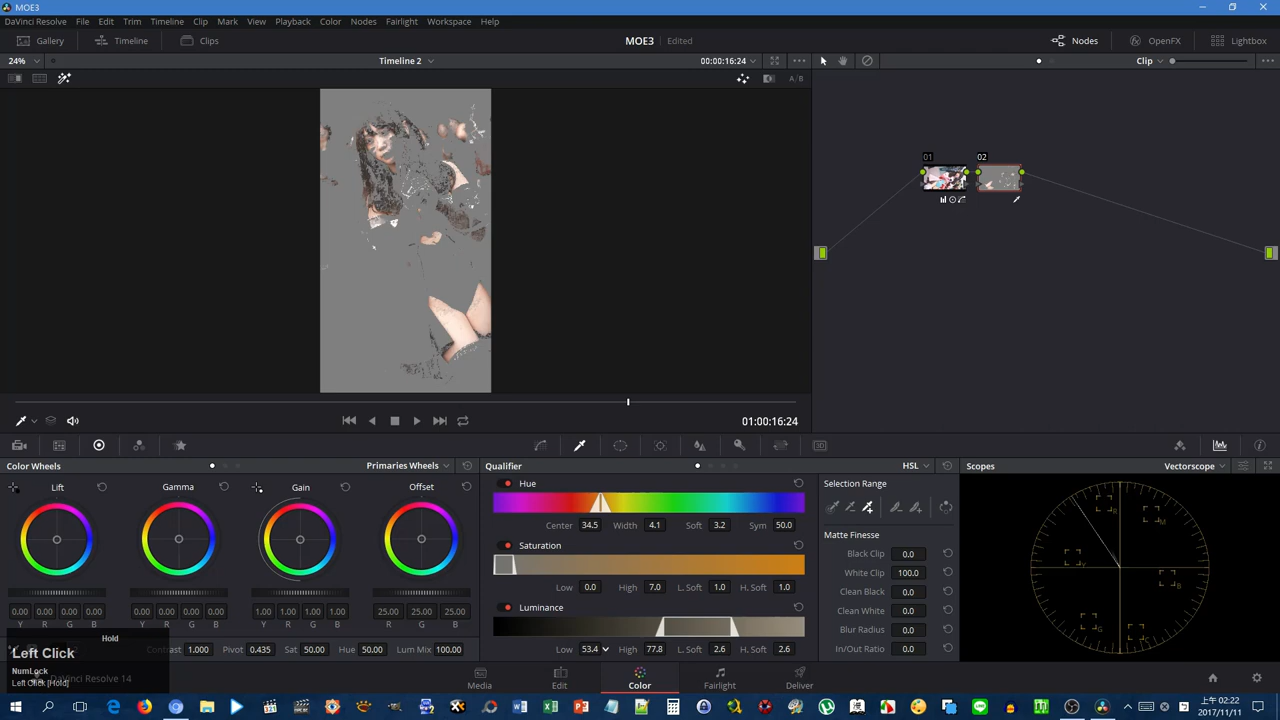 MOE3
DaVinci Resolve File Edit Trim Timeline Clip Mark View Playback Color Nodes Fairlight Workspace Help
Gallery Timeline Clips MOE3 Edited Nodes OpenFX Lightbox
24% Timeline 2 00:00:16:24 Clip
A/B
01 02
01:00:16:24
Color Wheels Primaries Wheels Qualifier HSL Scopes Vectorscope
Lift Gamma Gain Offset Hue Selection Range
Center 34.5 Width 4.1 Soft 3.2 Sym 50.0
Matte Finesse
Saturation
Black Clip 0.0
White Clip 100.0
Low 0.0 High 7.0 L. Soft 1.0 H. Soft 1.0
Clean Black 0.0
Luminance
Clean White 0.0
0.00 0.00 0.00 0.00 0.00 0.00 0.00 0.00 1.00 1.00 1.00 1.00 25.00 25.00 25.00
Y R G B Y R G B Y R G B R G B
Blur Radius 0.0
Low 53.4 High 77.8 L. Soft 2.6 H. Soft 2.6
In/Out Ratio 0.0
Contrast 1.000 Pivot 0.435 Sat 50.00 Hue 50.00 Lum Mix 100.00
Hold
Left Click
NumLock
Left Click [Hold]
DaVinci Resolve 14
Media Edit Color Fairlight Deliver
R M B C G Y
上午 02:22
2017/11/11